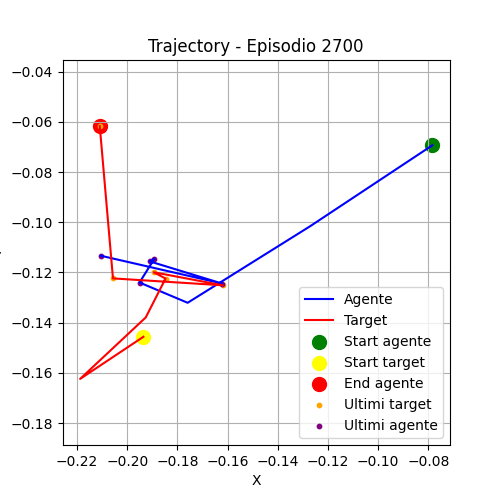 Trajectory - Episodio 2700
−0.04
−0.06
−0.08
−0.10
−0.12
−0.14
−0.16
−0.18
Agente
Target
Start agente
Start target
End agente
Ultimi target
Ultimi agente
−0.22 −0.20 −0.18 −0.16 −0.14 −0.12 −0.10 −0.08
X